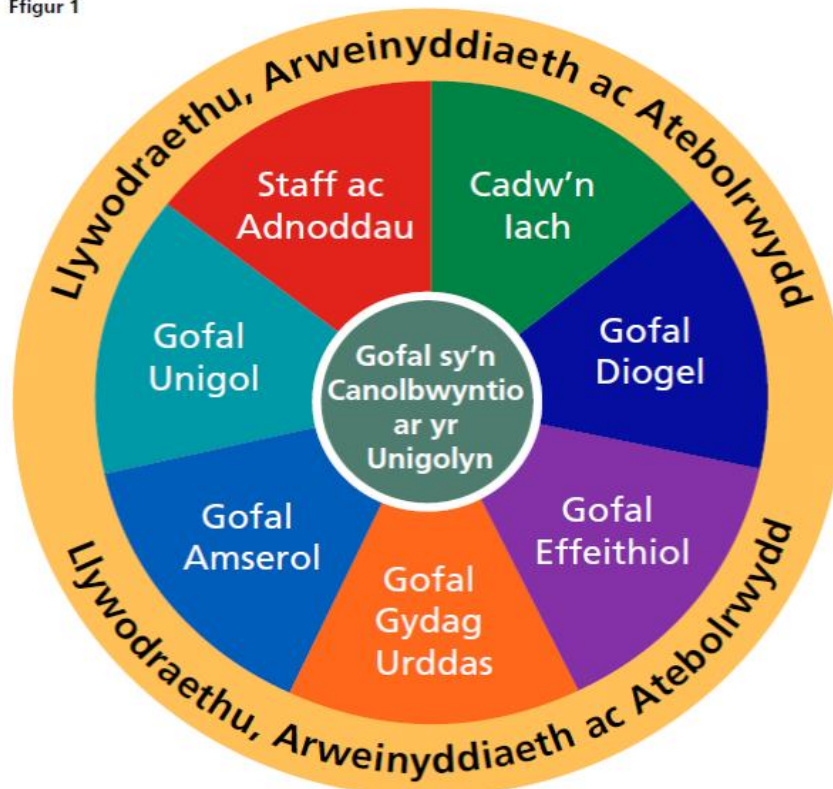 Ffigur 1
Llywodraethu, Arweinyddiaeth ac Atebolrwydd
Staff ac
Adnoddau
Cadw'n
Iach
Gofal
Unigol
Gofal sy'n
Canolbwyntio
ar yr
Unigolyn
Gofal
Diogel
Gofal
Amserol
Gofal
Gydag
Urddas
Gofal
Effeithiol
Llywodraethu, Arweinyddiaeth ac Atebolrwydd